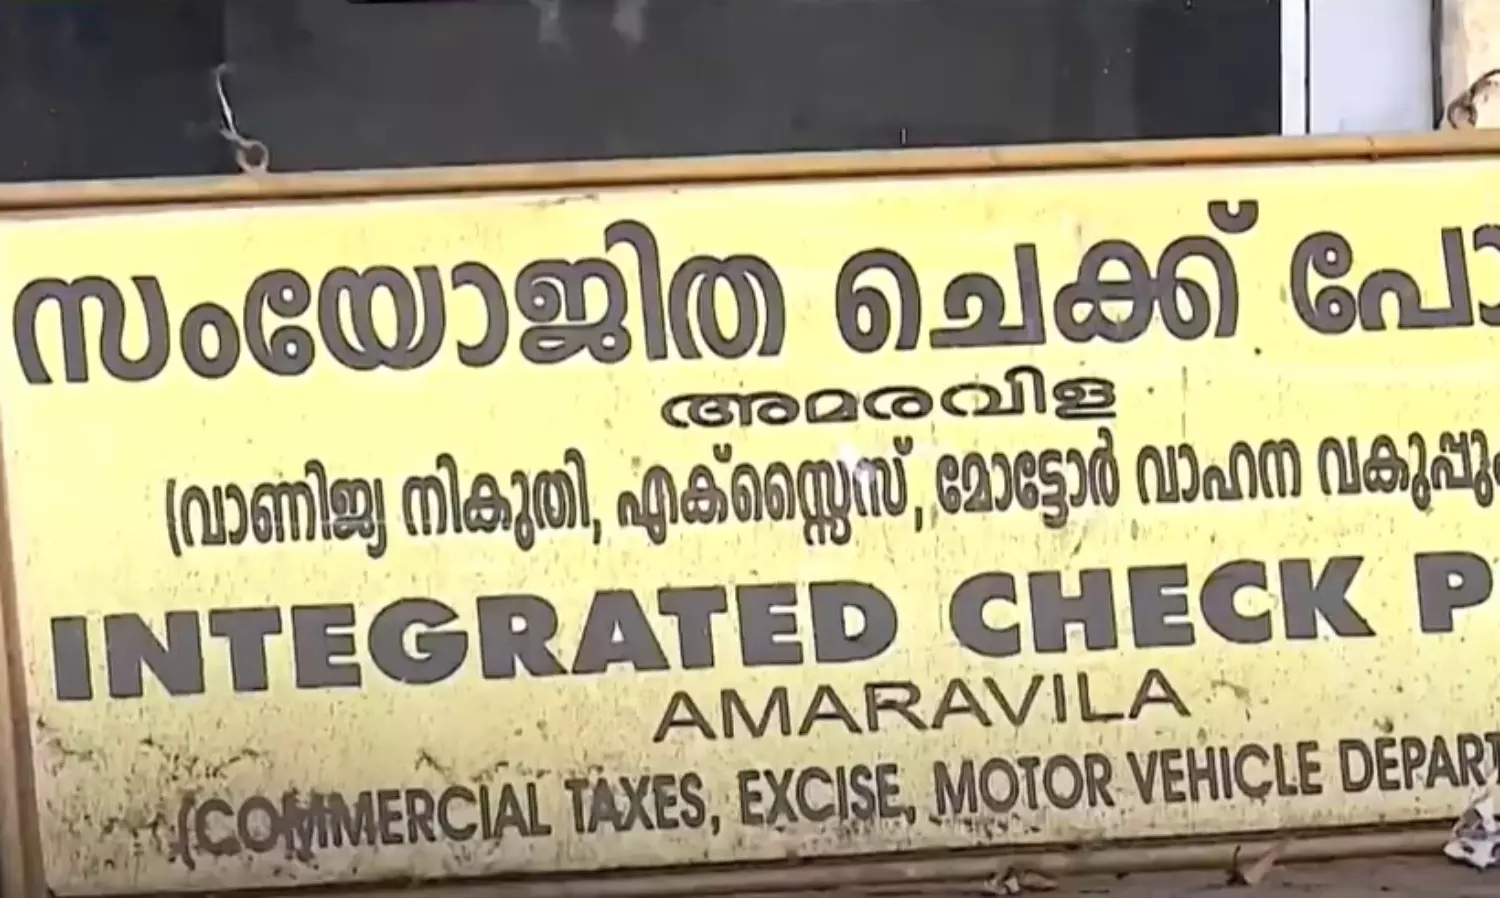 സംയോജിത ചെക്ക് പോ
അമരവിള
(വാണിജ്യ നികുതി, എക്സൈസ്, മോട്ടോർ വാഹന വകുപ്പു
INTEGRATED CHECK P
AMARAVILA
(COMMERCIAL TAXES, EXCISE, MOTOR VEHICLE DEPART